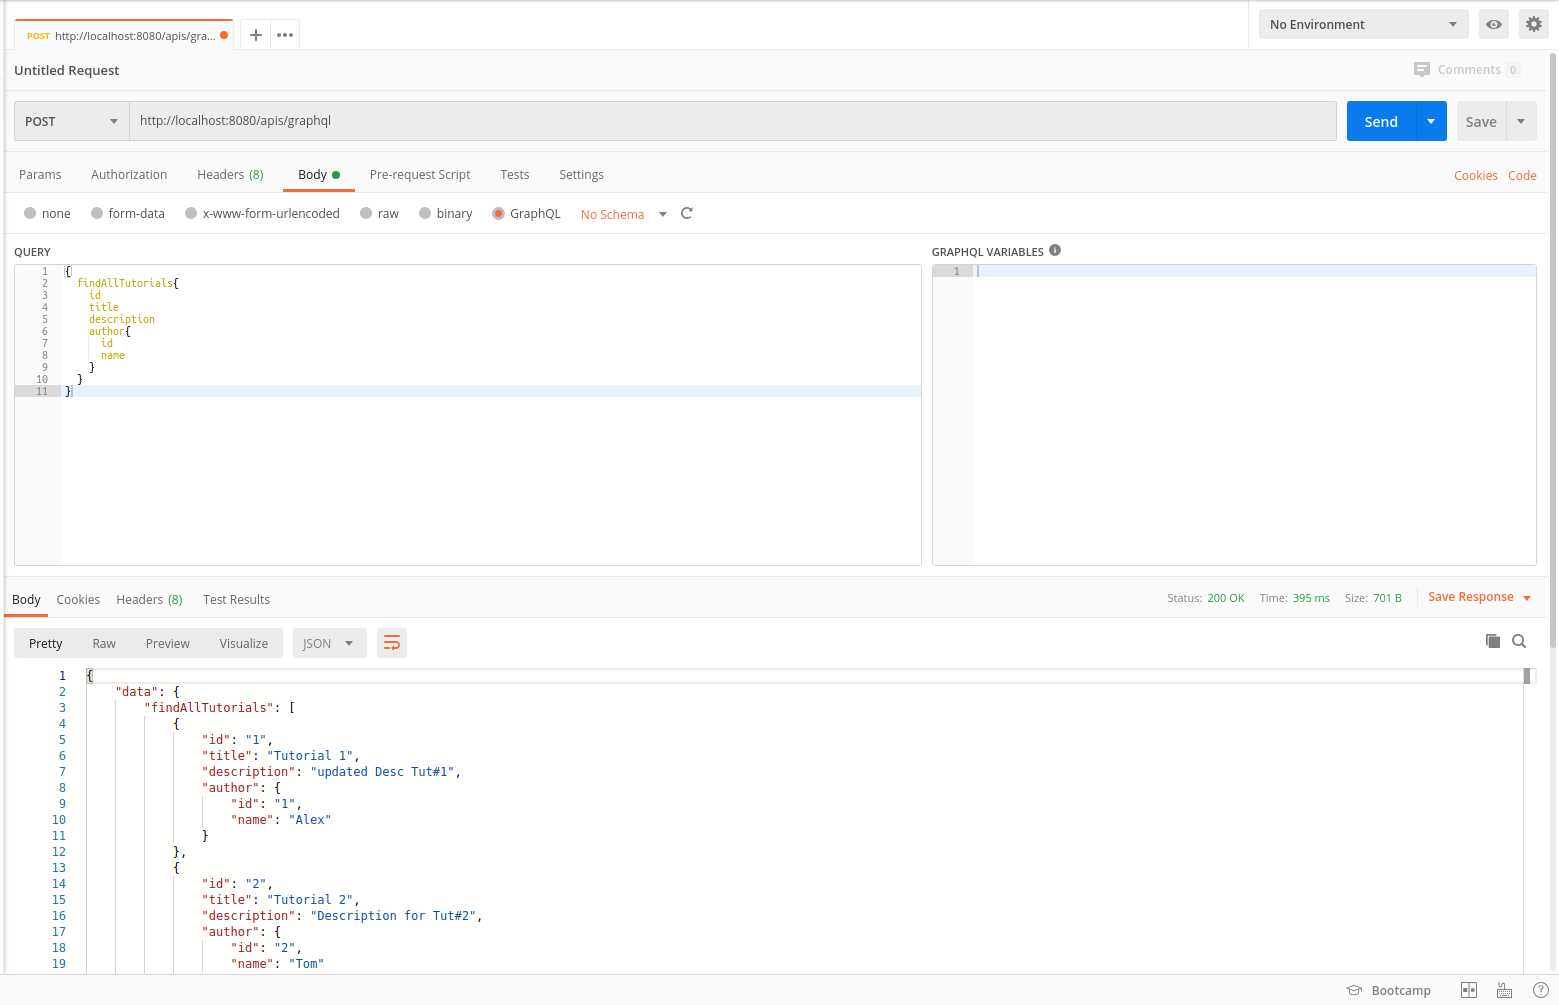 POST http://localhost:8080/apis/gra...
No Environment
Untitled Request
Comments 0
POST http://localhost:8080/apis/graphql
Send
Save
Params Authorization Headers (8) Body Pre-request Script Tests Settings
Cookies Code
none form-data x-www-form-urlencoded raw binary GraphQL No Schema
QUERY
1 {
2 findAllTutorials{
3 id
4 title
5 description
6 author{
7 id
8 name
9 }
10 }
11 }
GRAPHQL VARIABLES
1
Body Cookies Headers (8) Test Results
Status: 200 OK Time: 395 ms Size: 701 B Save Response
Pretty Raw Preview Visualize JSON
1 {
2 "data": {
3 "findAllTutorials": [
4 {
5 "id": "1",
6 "title": "Tutorial 1",
7 "description": "updated Desc Tut#1",
8 "author": {
9 "id": "1",
10 "name": "Alex"
11 }
12 },
13 {
14 "id": "2",
15 "title": "Tutorial 2",
16 "description": "Description for Tut#2",
17 "author": {
18 "id": "2",
19 "name": "Tom"
Bootcamp